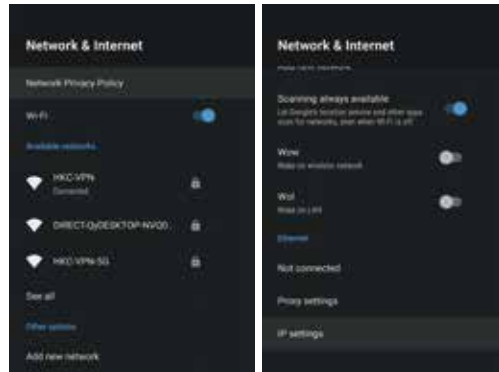 Network & Internet
Network Privacy Policy
Wi-Fi
Available networks
HKC-VPN
Connected
HKC-VPN-5G
See all
Other options
Add new network
Network & Internet
Add new network
Scanning always available
Let Google's location service and other apps
scan for networks, even when Wi-Fi is off
Wow
Wake on wireless network
Wol
Wake on LAN
Ethernet
Not connected
Proxy settings
IP settings